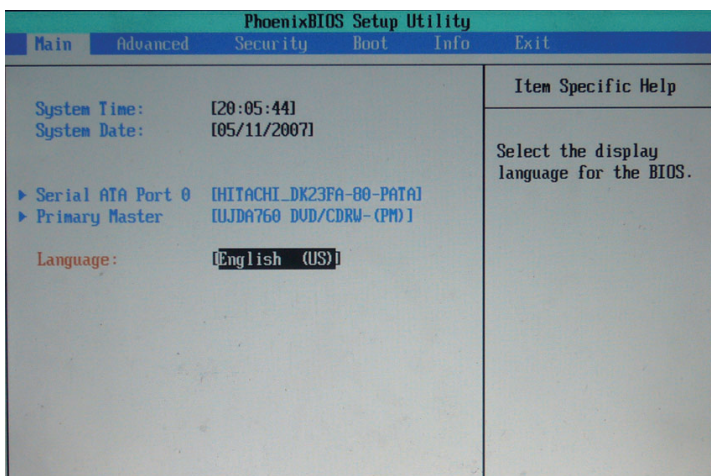 PhoenixBIOS Setup Utility
Main Advanced Security Boot Info Exit
Item Specific Help
System Time: [20:05:44]
System Date: [05/11/2007]
Select the display
language for the BIOS.
Serial ATA Port 0 [HITACHI_DK23FA-80-PATA]
Primary Master [UJDA760 DVD/CDRW-(PM)]
Language: [English (US)]